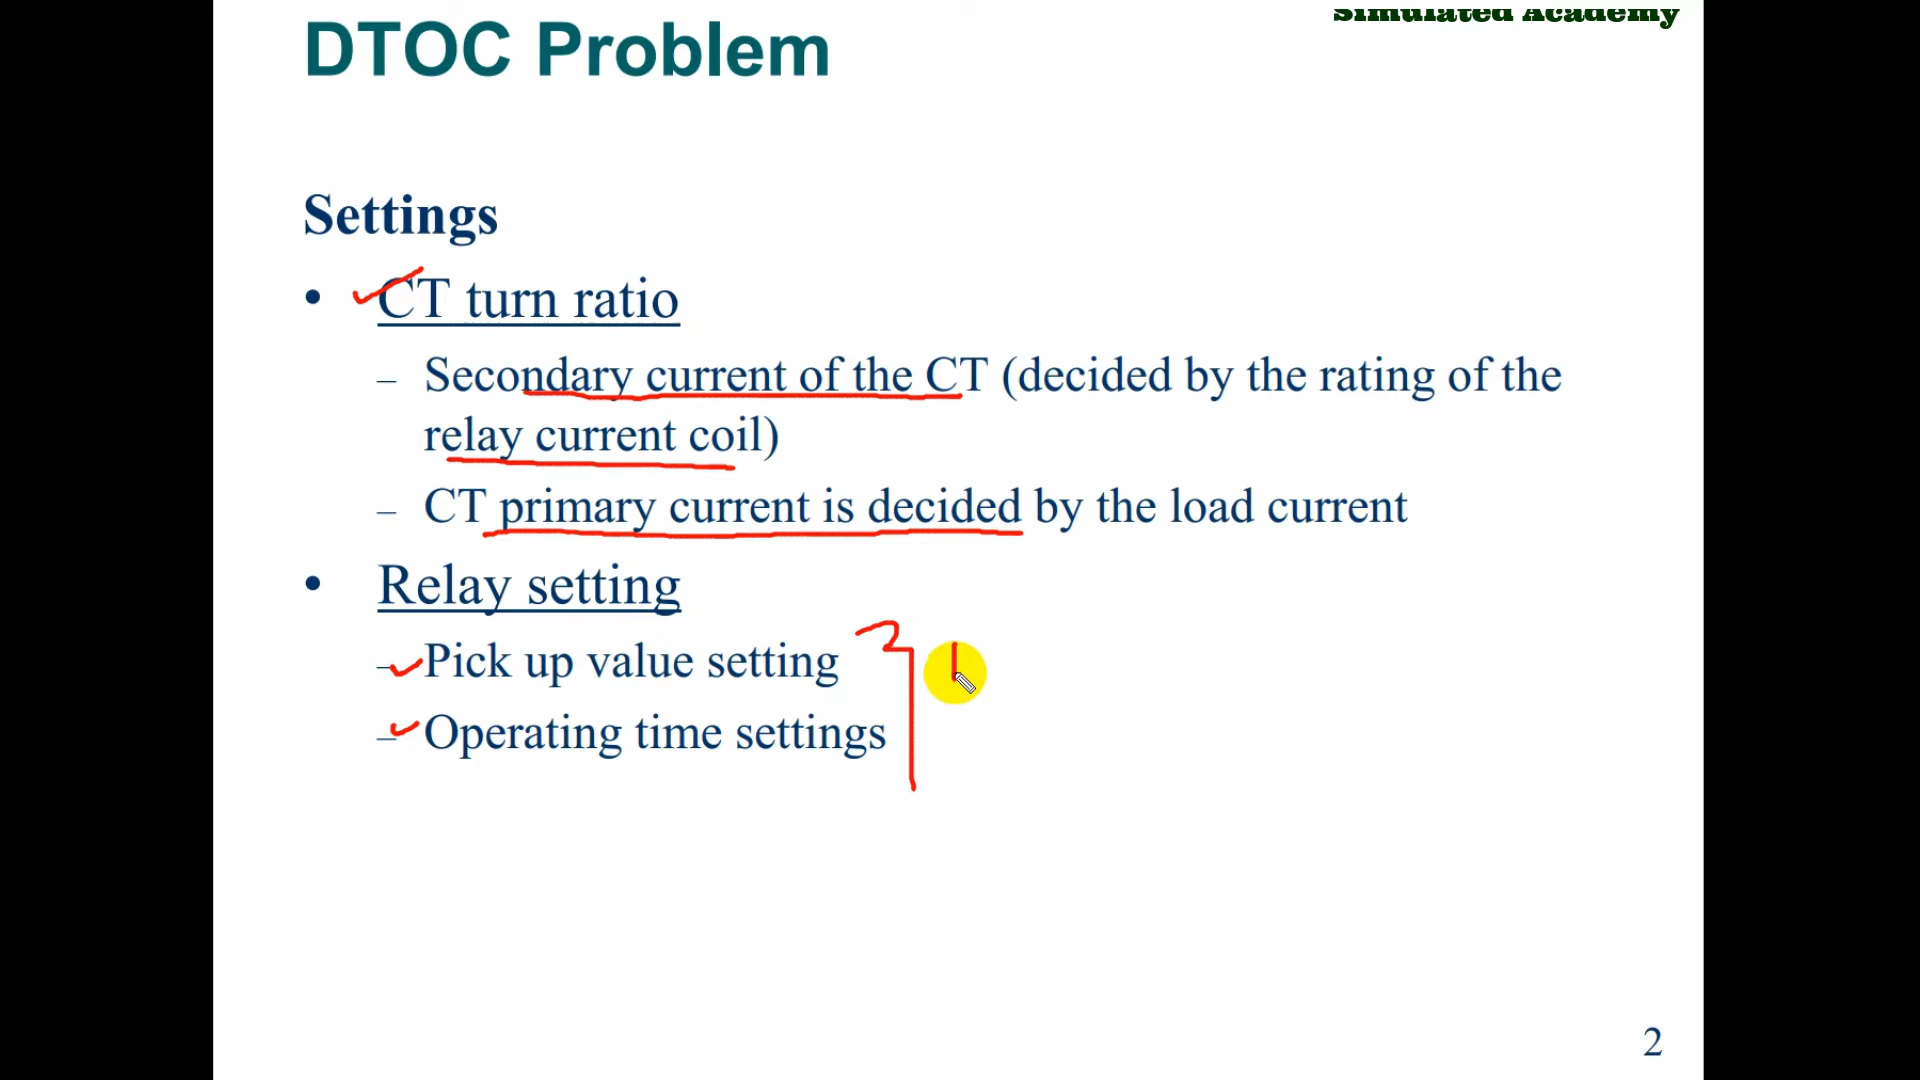 Simulated Academy
DTOC Problem
Settings
• CT turn ratio
– Secondary current of the CT (decided by the rating of the
relay current coil)
– CT primary current is decided by the load current
• Relay setting
– Pick up value setting
– Operating time settings
2